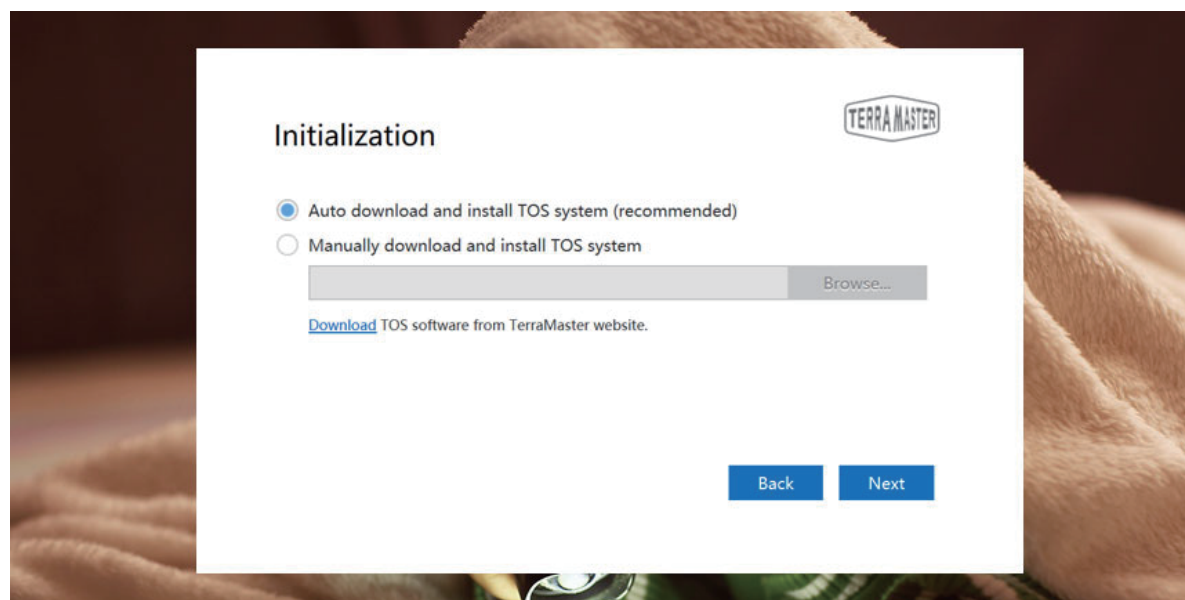 TERRA MASTER
Initialization
Auto download and install TOS system (recommended)
Manually download and install TOS system
Browse...
Download TOS software from TerraMaster website.
Back Next